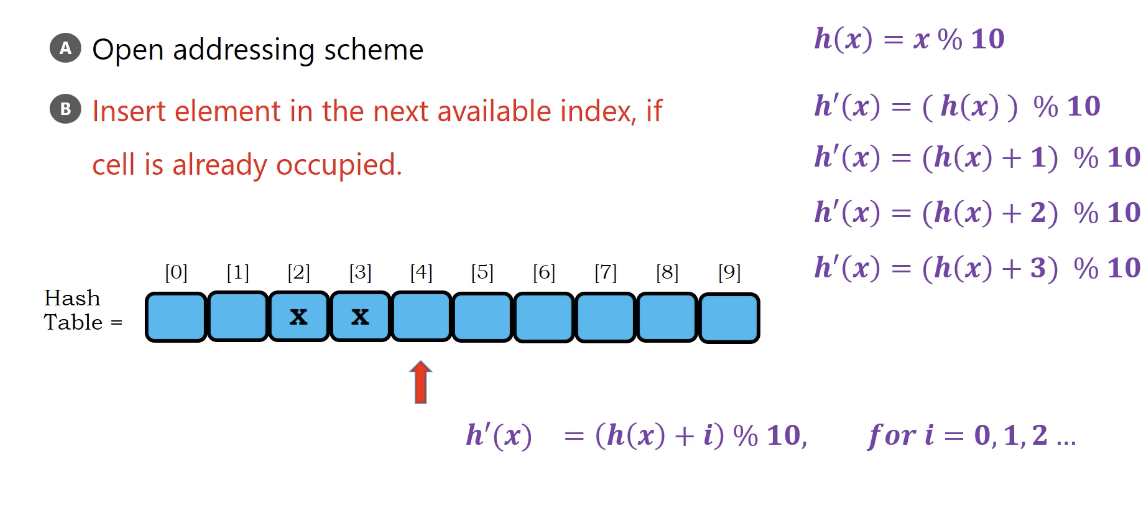 A Open addressing scheme
B Insert element in the next available index, if
cell is already occupied.
h(x) = x % 10
h′(x) = ( h(x) ) % 10
h′(x) = (h(x) + 1) % 10
h′(x) = (h(x) + 2) % 10
h′(x) = (h(x) + 3) % 10
[0] [1] [2] [3] [4] [5] [6] [7] [8] [9]
Hash
Table =
x x
h′(x) = (h(x) + i) % 10, for i = 0, 1, 2 ...